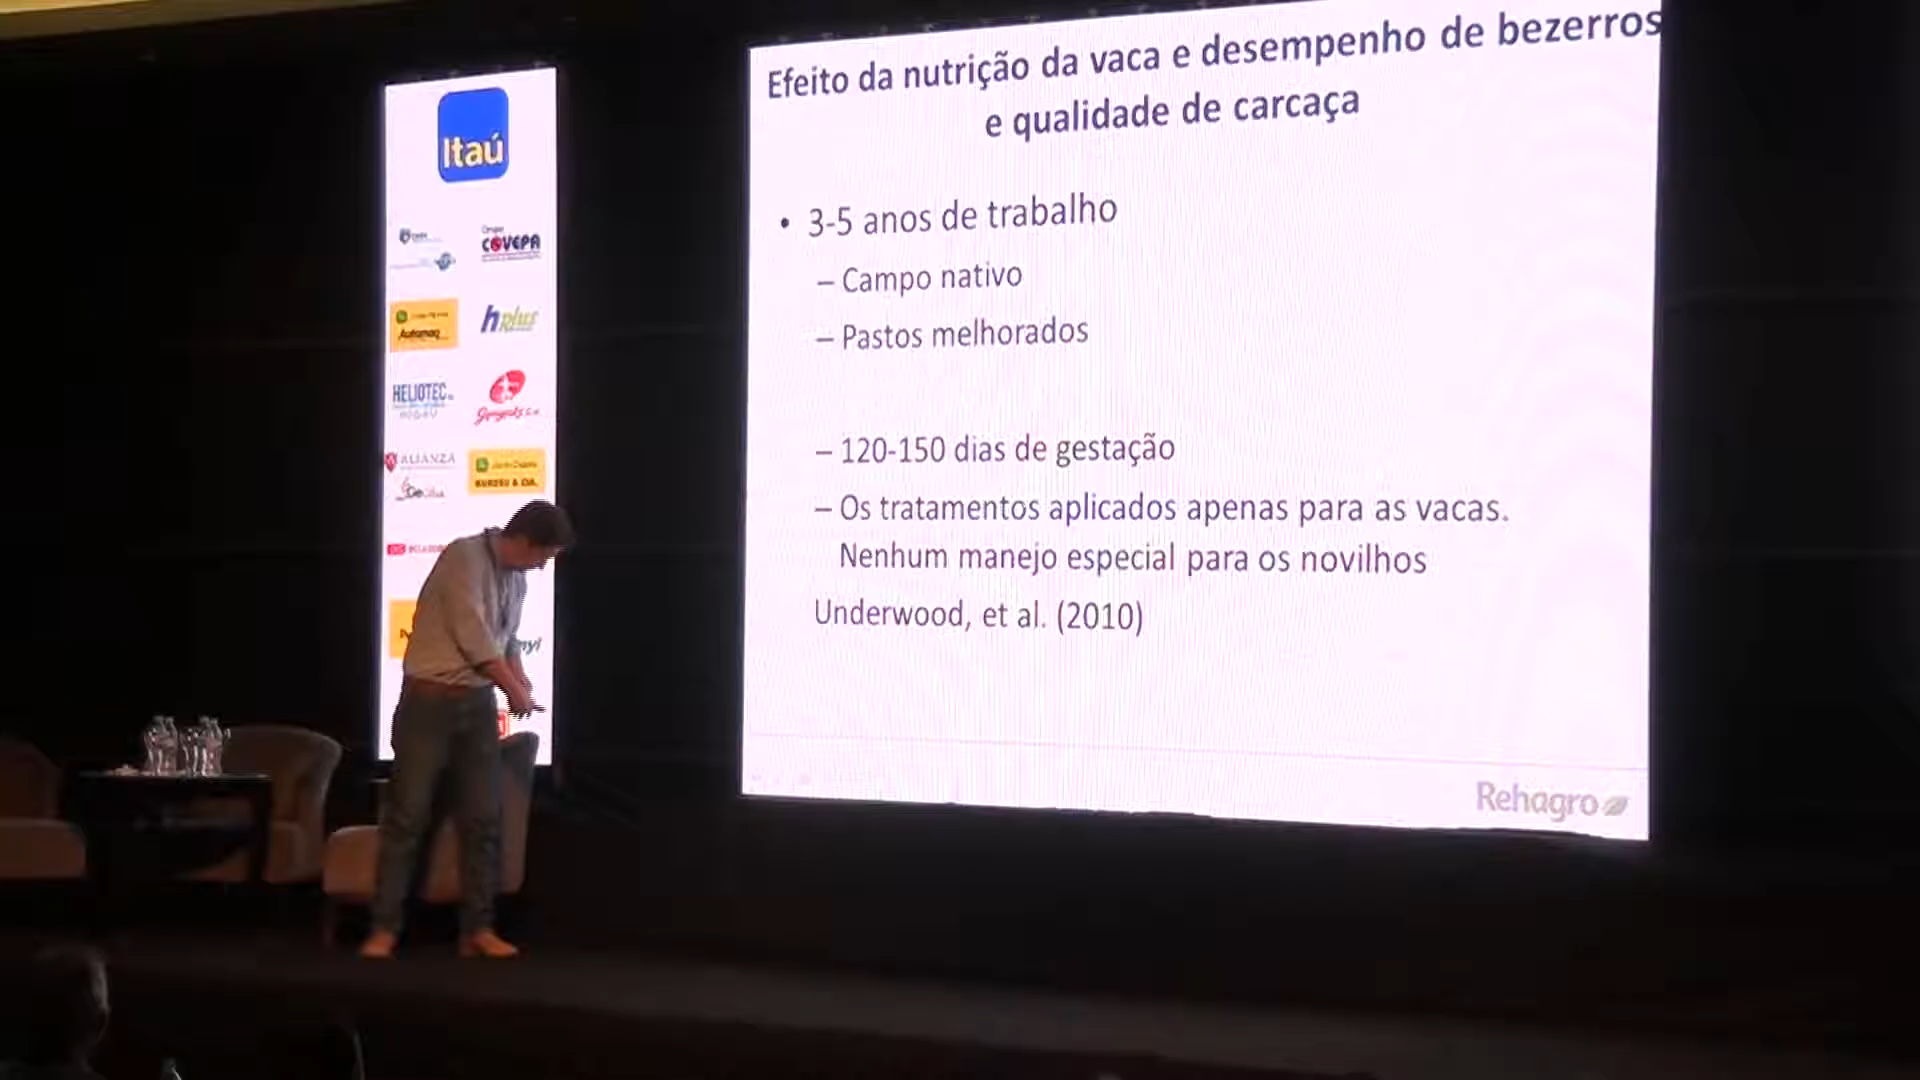 Efeito da nutrição da vaca e desempenho de bezerros
e qualidade de carcaça
• 3-5 anos de trabalho
– Campo nativo
– Pastos melhorados
– 120-150 dias de gestação
– Os tratamentos aplicados apenas para as vacas.
Nenhum manejo especial para os novilhos
Underwood, et al. (2010)
Rehagro
Itaú
COVEPA
Automaq
hplus
HELIOTEC
ALIANZA